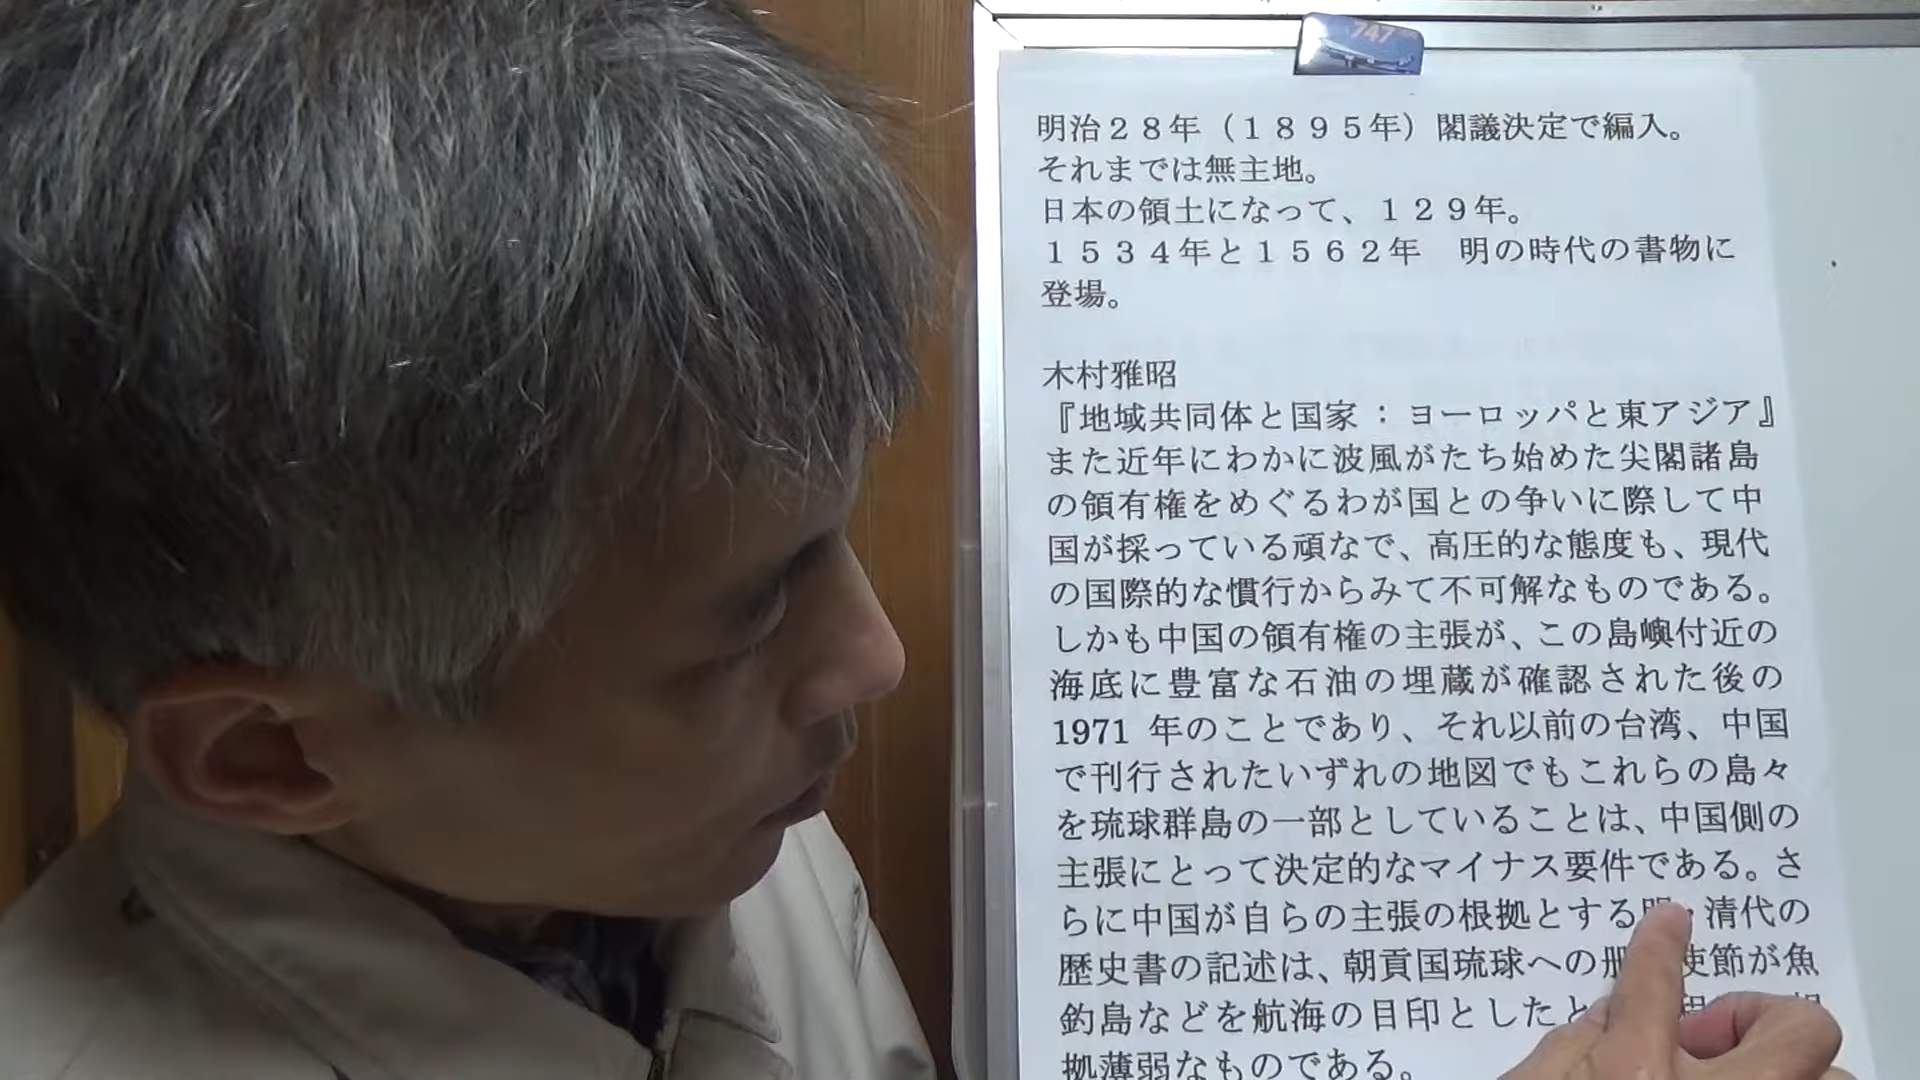 747
明治２８年（１８９５年）閣議決定で編入。
それまでは無主地。
日本の領土になって、１２９年。
１５３４年と１５６２年　明の時代の書物に
登場。
木村雅昭
『地域共同体と国家：ヨーロッパと東アジア』
また近年にわかに波風がたち始めた尖閣諸島
の領有権をめぐるわが国との争いに際して中
国が採っている頑なで、高圧的な態度も、現代
の国際的な慣行からみて不可解なものである。
しかも中国の領有権の主張が、この島嶼付近の
海底に豊富な石油の埋蔵が確認された後の
1971 年のことであり、それ以前の台湾、中国
で刊行されたいずれの地図でもこれらの島々
を琉球群島の一部としていることは、中国側の
主張にとって決定的なマイナス要件である。さ
らに中国が自らの主張の根拠とする明・清代の
歴史書の記述は、朝貢国琉球への冊 使節が魚
釣島などを航海の目印としたと
拠薄弱なものである。